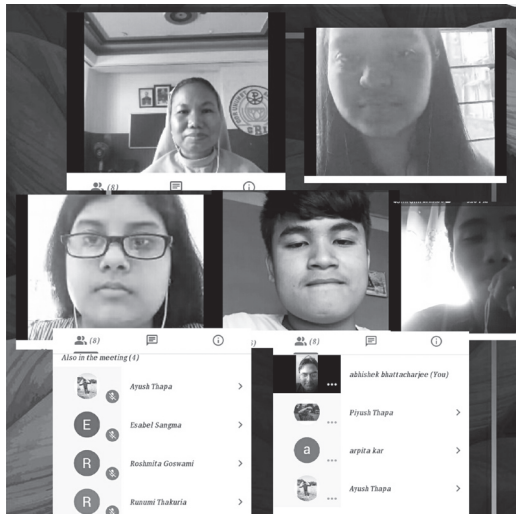 (8)
(8)
Also in the meeting (4)
Ayush Thapa
E
Esabel Sangma
R
Roshmita Goswami
R
Runumi Thakuria
(8)
abhishek bhattacharjee (You)
Piyush Thapa
a
arpita kar
Ayush Thapa